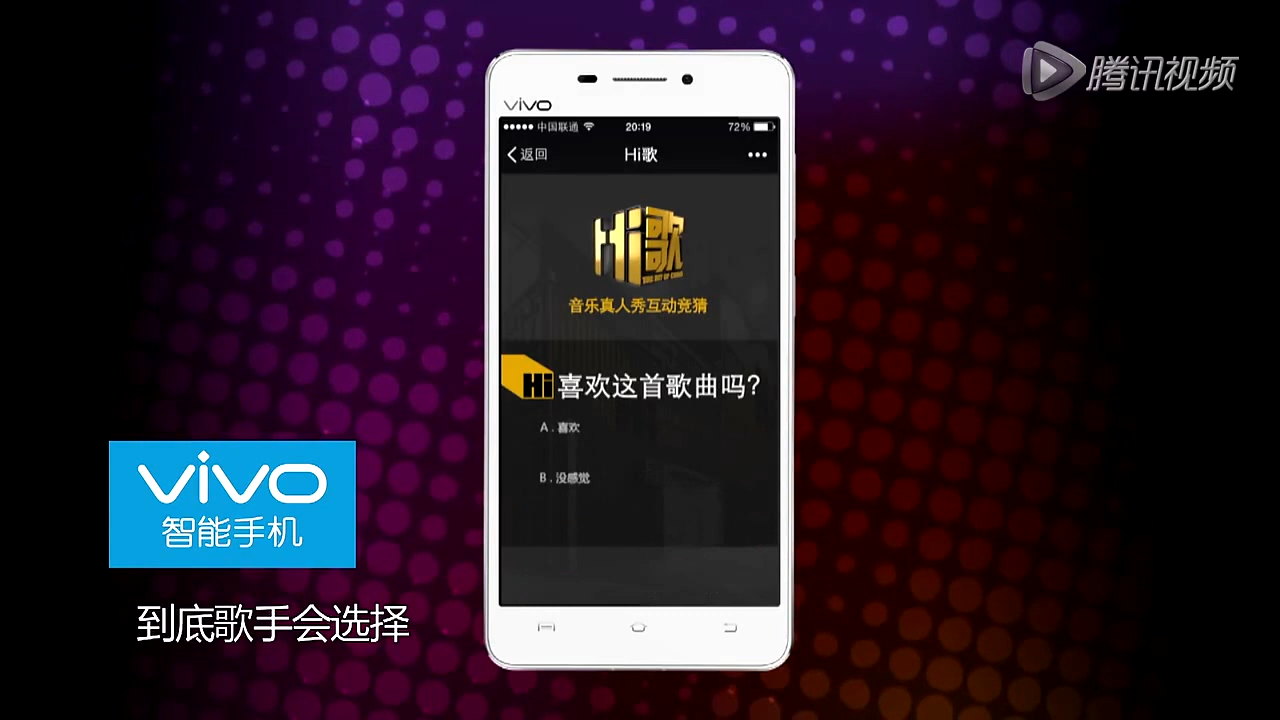 腾讯视频
vivo
中国联通 20:19 72%
返回 Hi歌
Hi歌
音乐真人秀互动竞猜
Hi 喜欢这首歌曲吗?
A . 喜欢
B . 没感觉
vivo
智能手机
到底歌手会选择